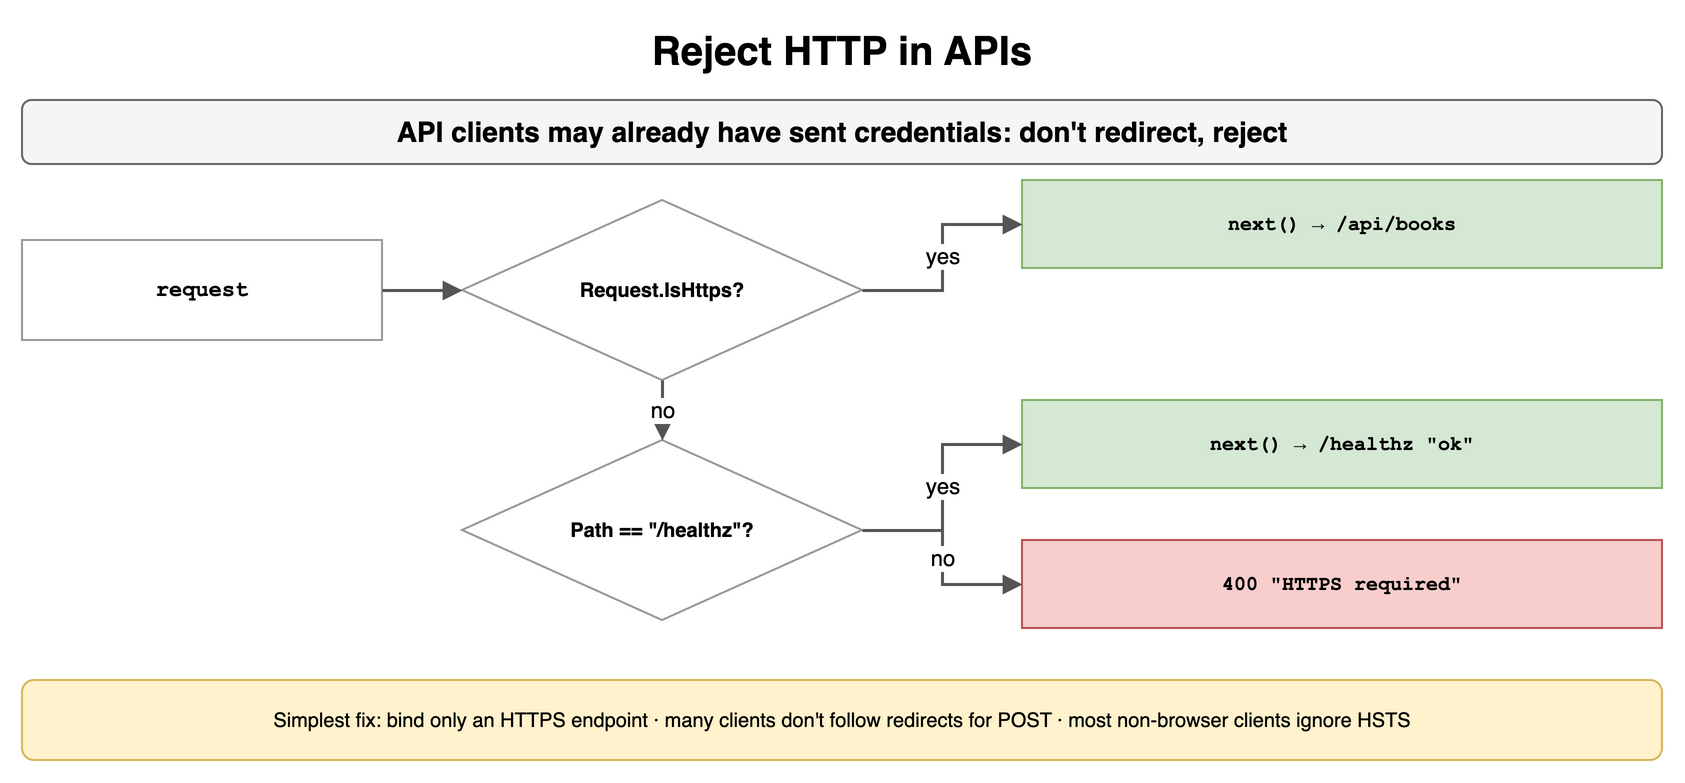 Reject HTTP in APIs
API clients may already have sent credentials: don't redirect, reject
next() → /api/books
yes
request
Request.IsHttps?
no
next() → /healthz "ok"
yes
Path == "/healthz"?
no
400 "HTTPS required"
Simplest fix: bind only an HTTPS endpoint · many clients don't follow redirects for POST · most non-browser clients ignore HSTS